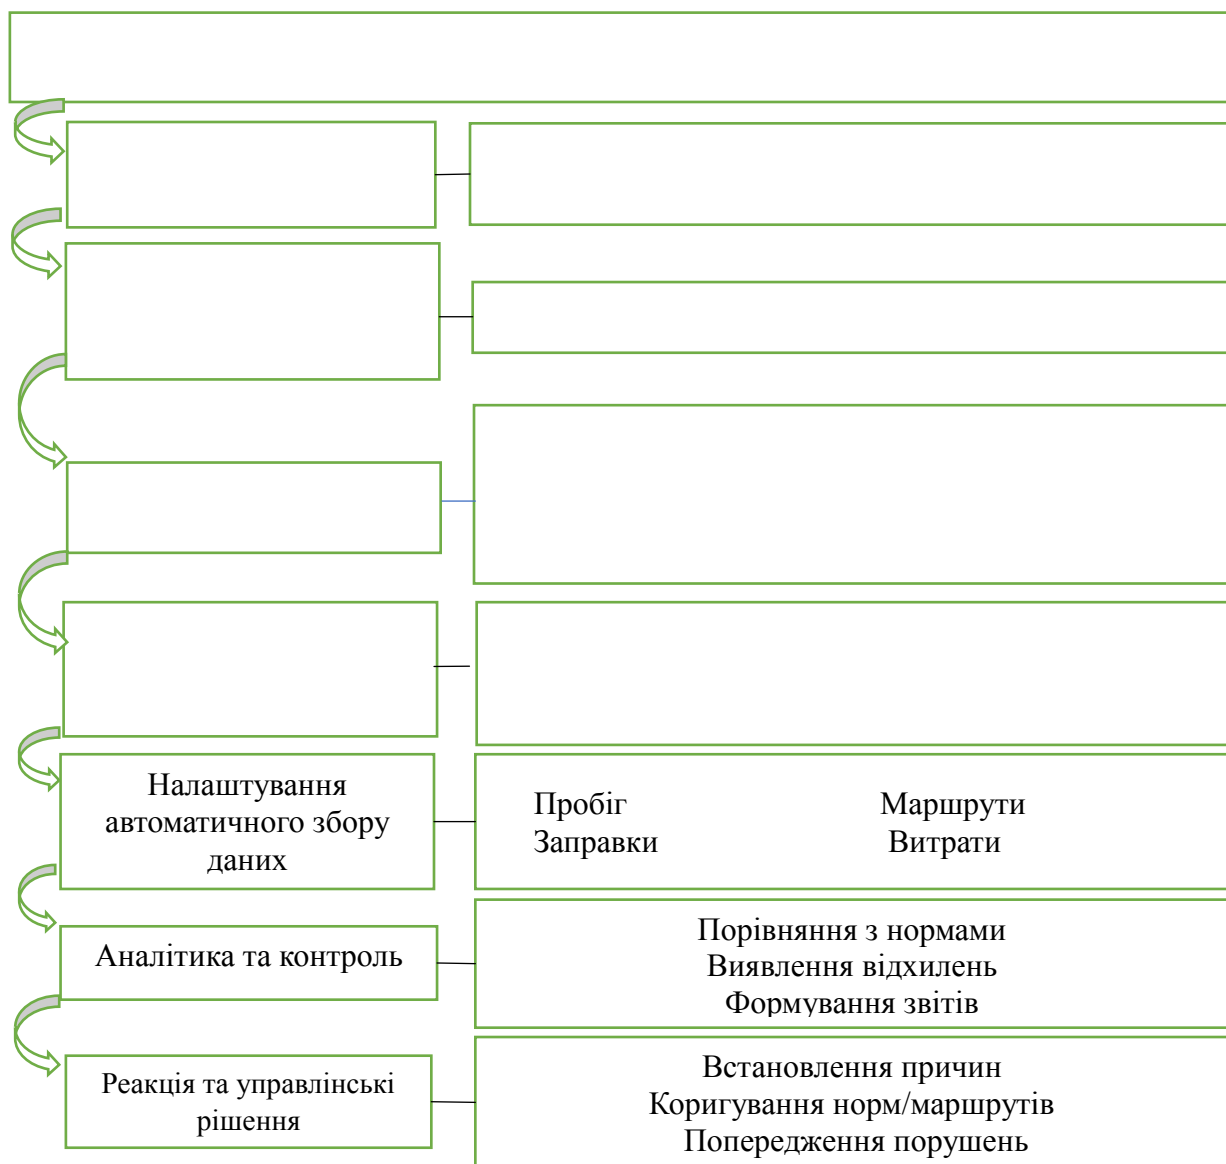 Налаштування
автоматичного збору
даних
Пробіг Маршрути
Заправки Витрати
Аналітика та контроль
Порівняння з нормами
Виявлення відхилень
Формування звітів
Реакція та управлінські
рішення
Встановлення причин
Коригування норм/маршрутів
Попередження порушень